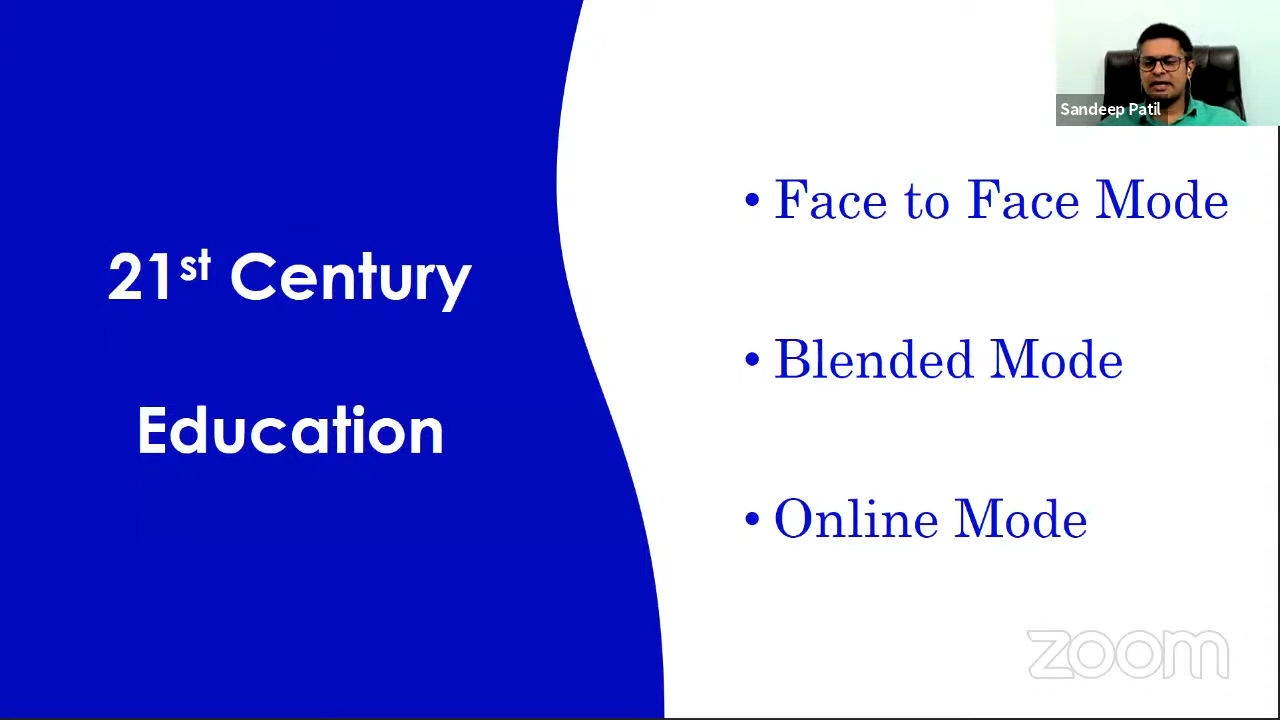 Sandeep Patil
21st Century
Education
• Face to Face Mode
• Blended Mode
• Online Mode
zoom